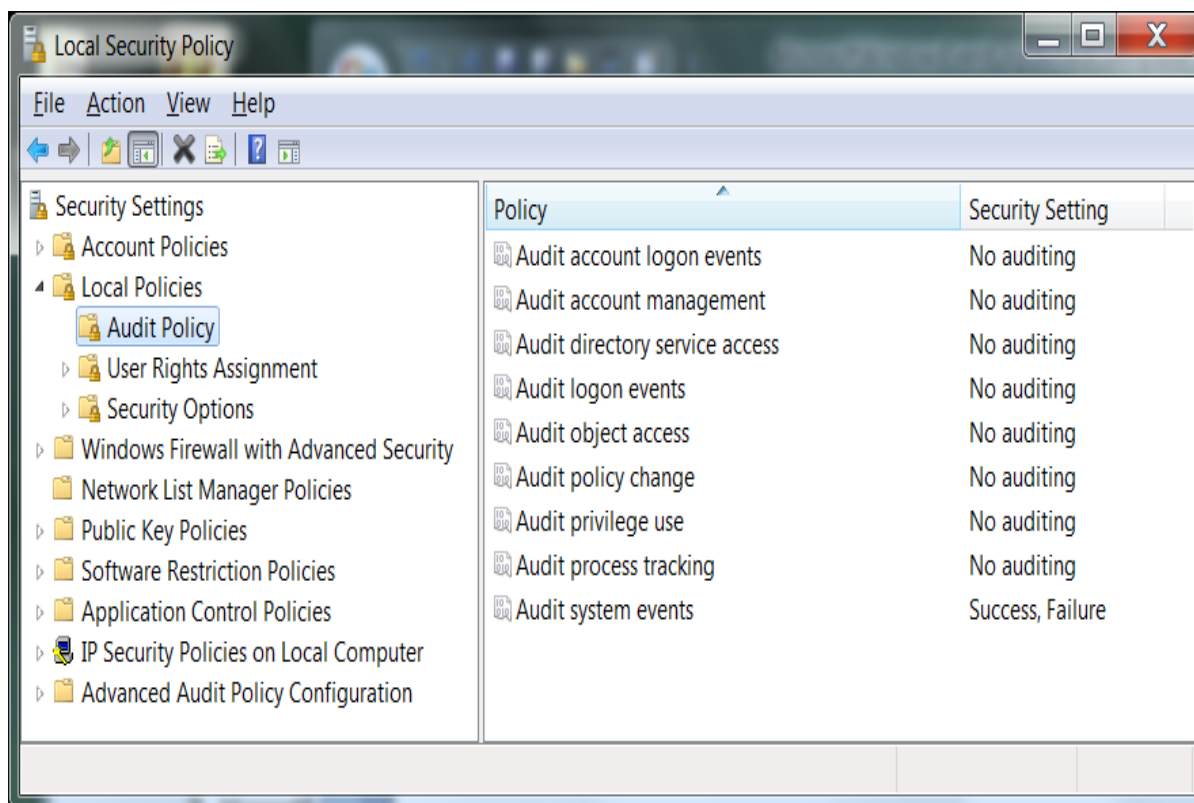 Local Security Policy
File Action View Help
Security Settings
Account Policies
Local Policies
Audit Policy
User Rights Assignment
Security Options
Windows Firewall with Advanced Security
Network List Manager Policies
Public Key Policies
Software Restriction Policies
Application Control Policies
IP Security Policies on Local Computer
Advanced Audit Policy Configuration
Policy Security Setting
Audit account logon events No auditing
Audit account management No auditing
Audit directory service access No auditing
Audit logon events No auditing
Audit object access No auditing
Audit policy change No auditing
Audit privilege use No auditing
Audit process tracking No auditing
Audit system events Success, Failure